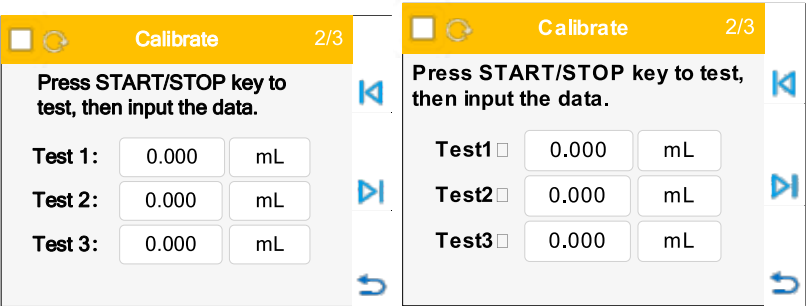 Calibrate 2/3
Press START/STOP key to
test, then input the data.
Test 1: 0.000 mL
Test 2: 0.000 mL
Test 3: 0.000 mL
Calibrate 2/3
Press START/STOP key to test,
then input the data.
Test1□ 0.000 mL
Test2□ 0.000 mL
Test3□ 0.000 mL